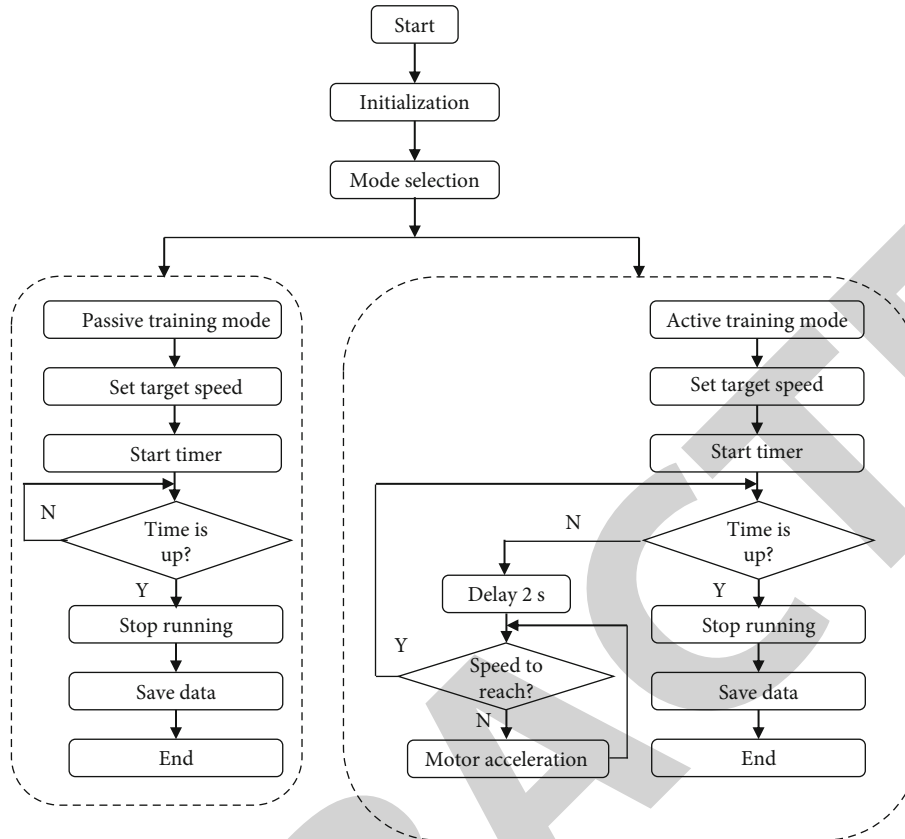 Start
Initialization
Mode selection
Passive training mode
Set target speed
Start timer
N
Time is
up?
Y
Stop running
Save data
End
Active training mode
Set target speed
Start timer
N
Time is
up?
Delay 2 s
Y
Speed to
reach?
N
Motor acceleration
Y
Stop running
Save data
End